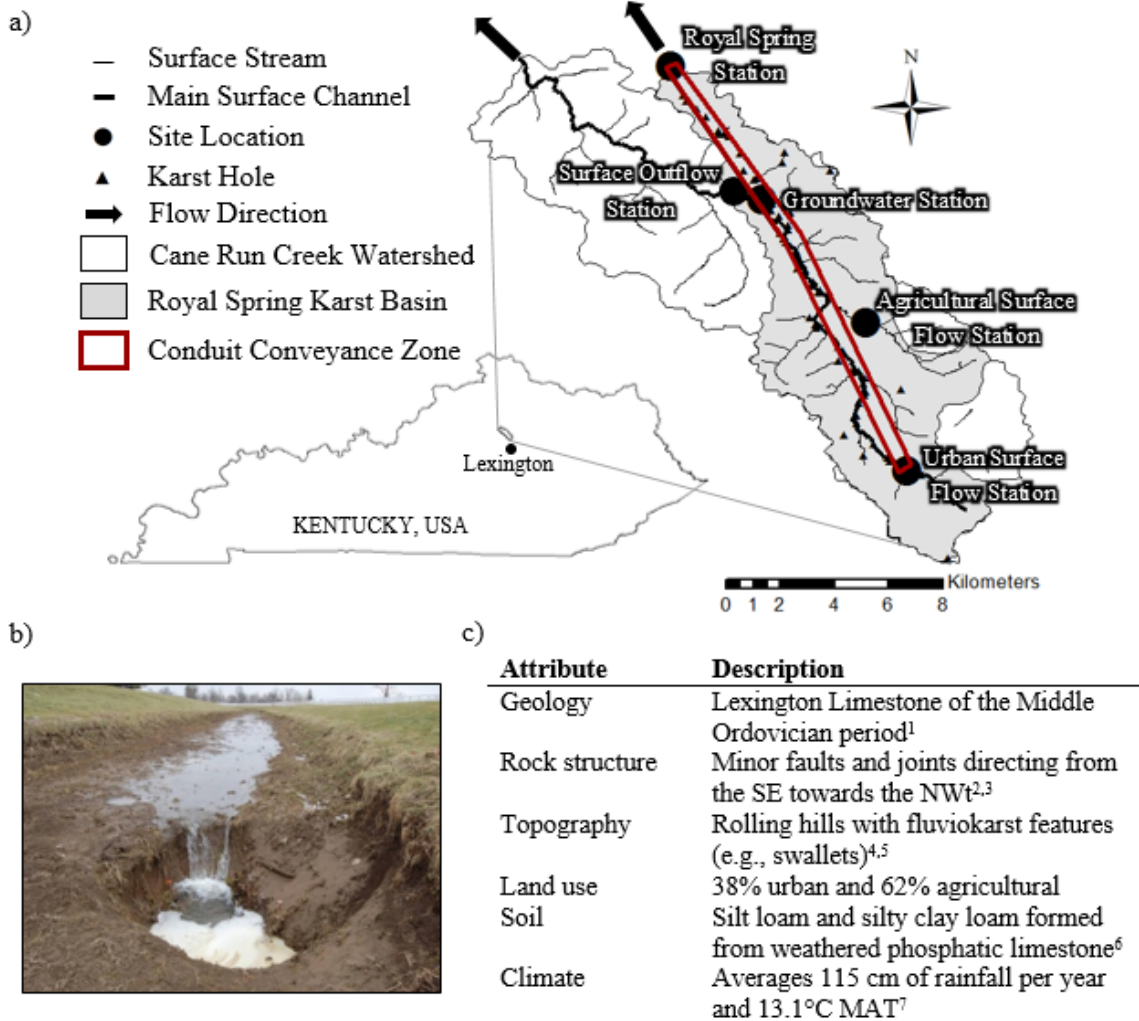 a)
Surface Stream
Main Surface Channel
Site Location
Karst Hole
Flow Direction
Cane Run Creek Watershed
Royal Spring Karst Basin
Conduit Conveyance Zone
Royal Spring
Station
N
Surface Outflow
Station
Groundwater Station
Agricultural Surface
Flow Station
Urban Surface
Flow Station
Lexington
KENTUCKY, USA
Kilometers
0 1 2 4 6 8
b)
c)
Attribute Description
Geology Lexington Limestone of the Middle
Ordovician period¹
Rock structure Minor faults and joints directing from
the SE towards the NWt²,³
Topography Rolling hills with fluviokarst features
(e.g., swallets)⁴,⁵
Land use 38% urban and 62% agricultural
Soil Silt loam and silty clay loam formed
from weathered phosphatic limestone⁶
Climate Averages 115 cm of rainfall per year
and 13.1°C MAT⁷